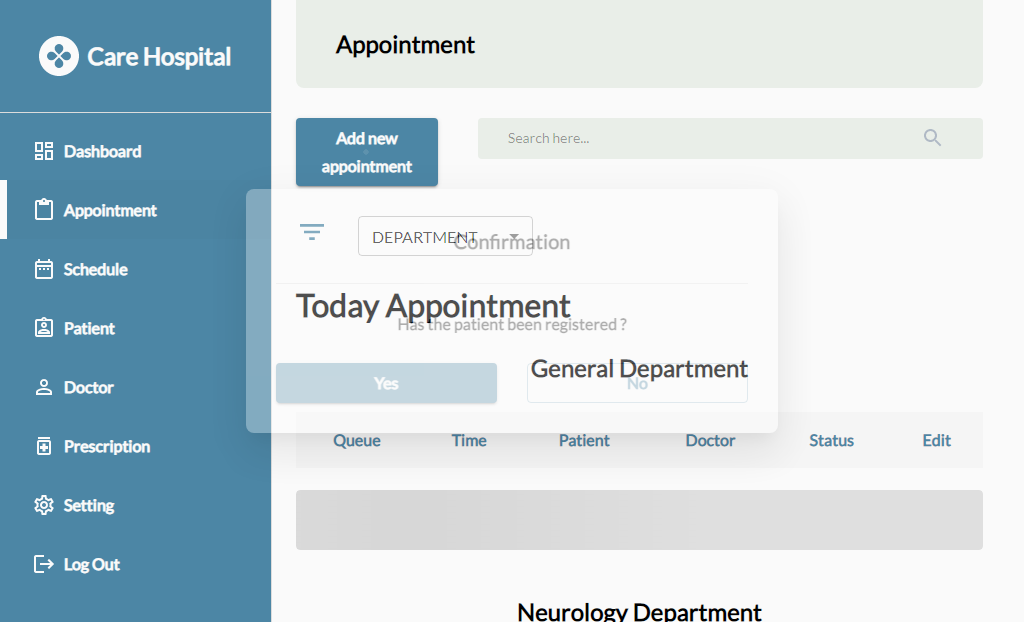 Care Hospital
Dashboard
Appointment
Schedule
Patient
Doctor
Prescription
Setting
Log Out
Appointment
Add new
appointment
Search here...
DEPARTMENT
Confirmation
Today Appointment
Has the patient been registered ?
General Department
Yes
No
Queue Time Patient Doctor Status Edit
Neurology Department